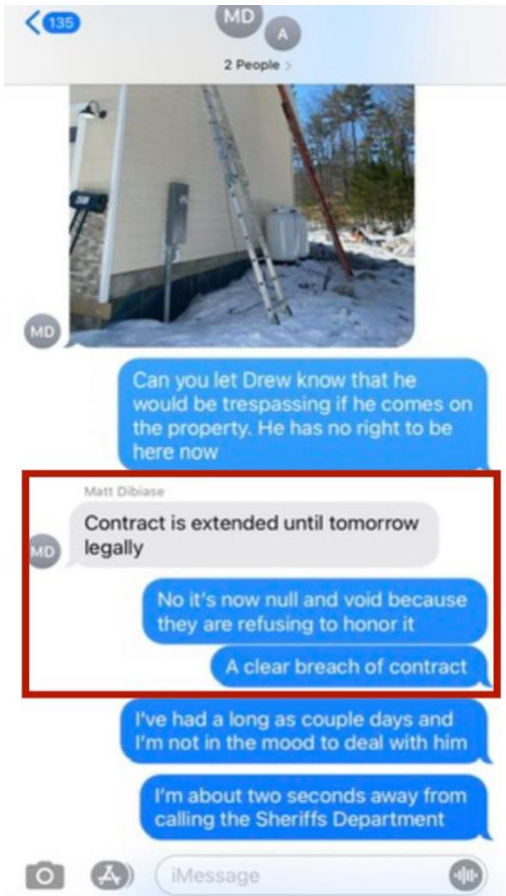 135
MD
A
2 People >
MD
Can you let Drew know that he
would be trespassing if he comes on
the property. He has no right to be
here now
Matt Dibiase
Contract is extended until tomorrow
legally
MD
No it's now null and void because
they are refusing to honor it
A clear breach of contract
I've had a long as couple days and
I'm not in the mood to deal with him
I'm about two seconds away from
calling the Sheriffs Department
iMessage